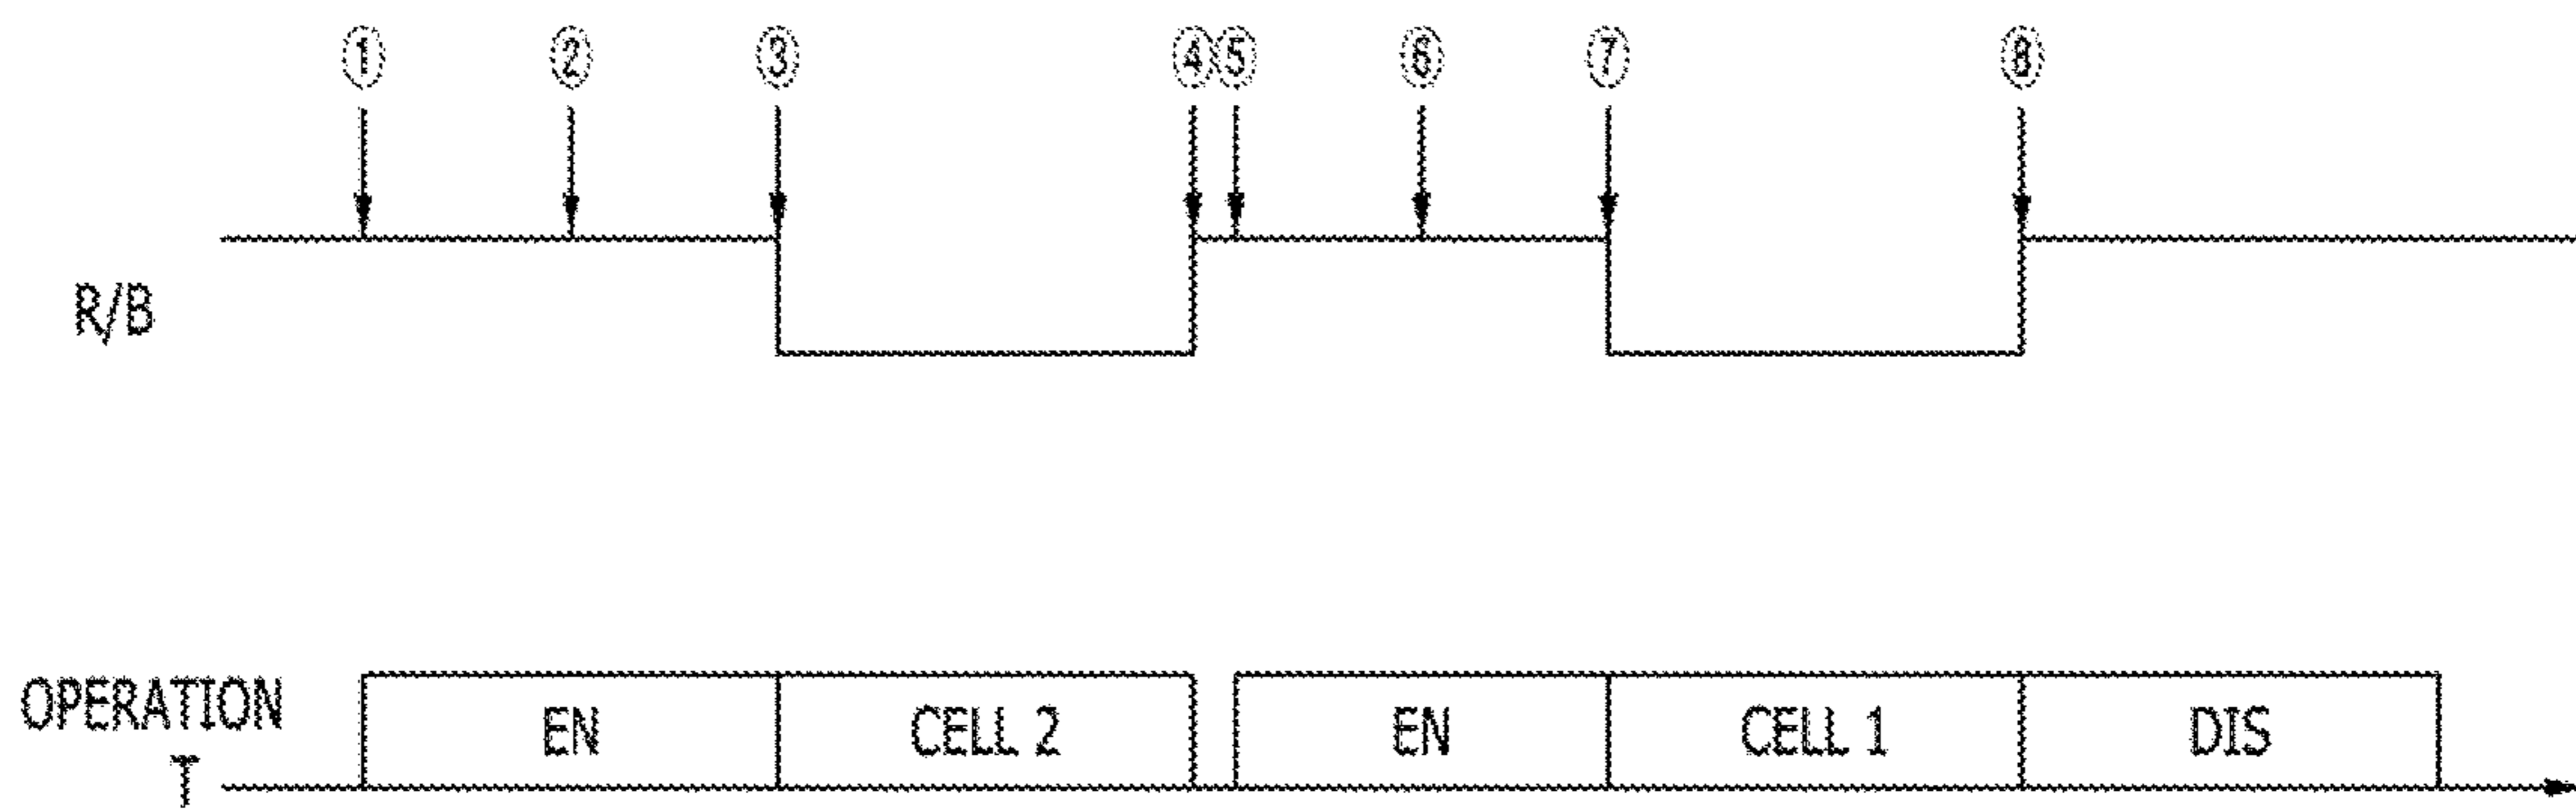 ① ② ③ ④ ⑤ ⑥ ⑦ ⑧
R/B
OPERATION EN CELL 2 EN CELL 1 DIS
T